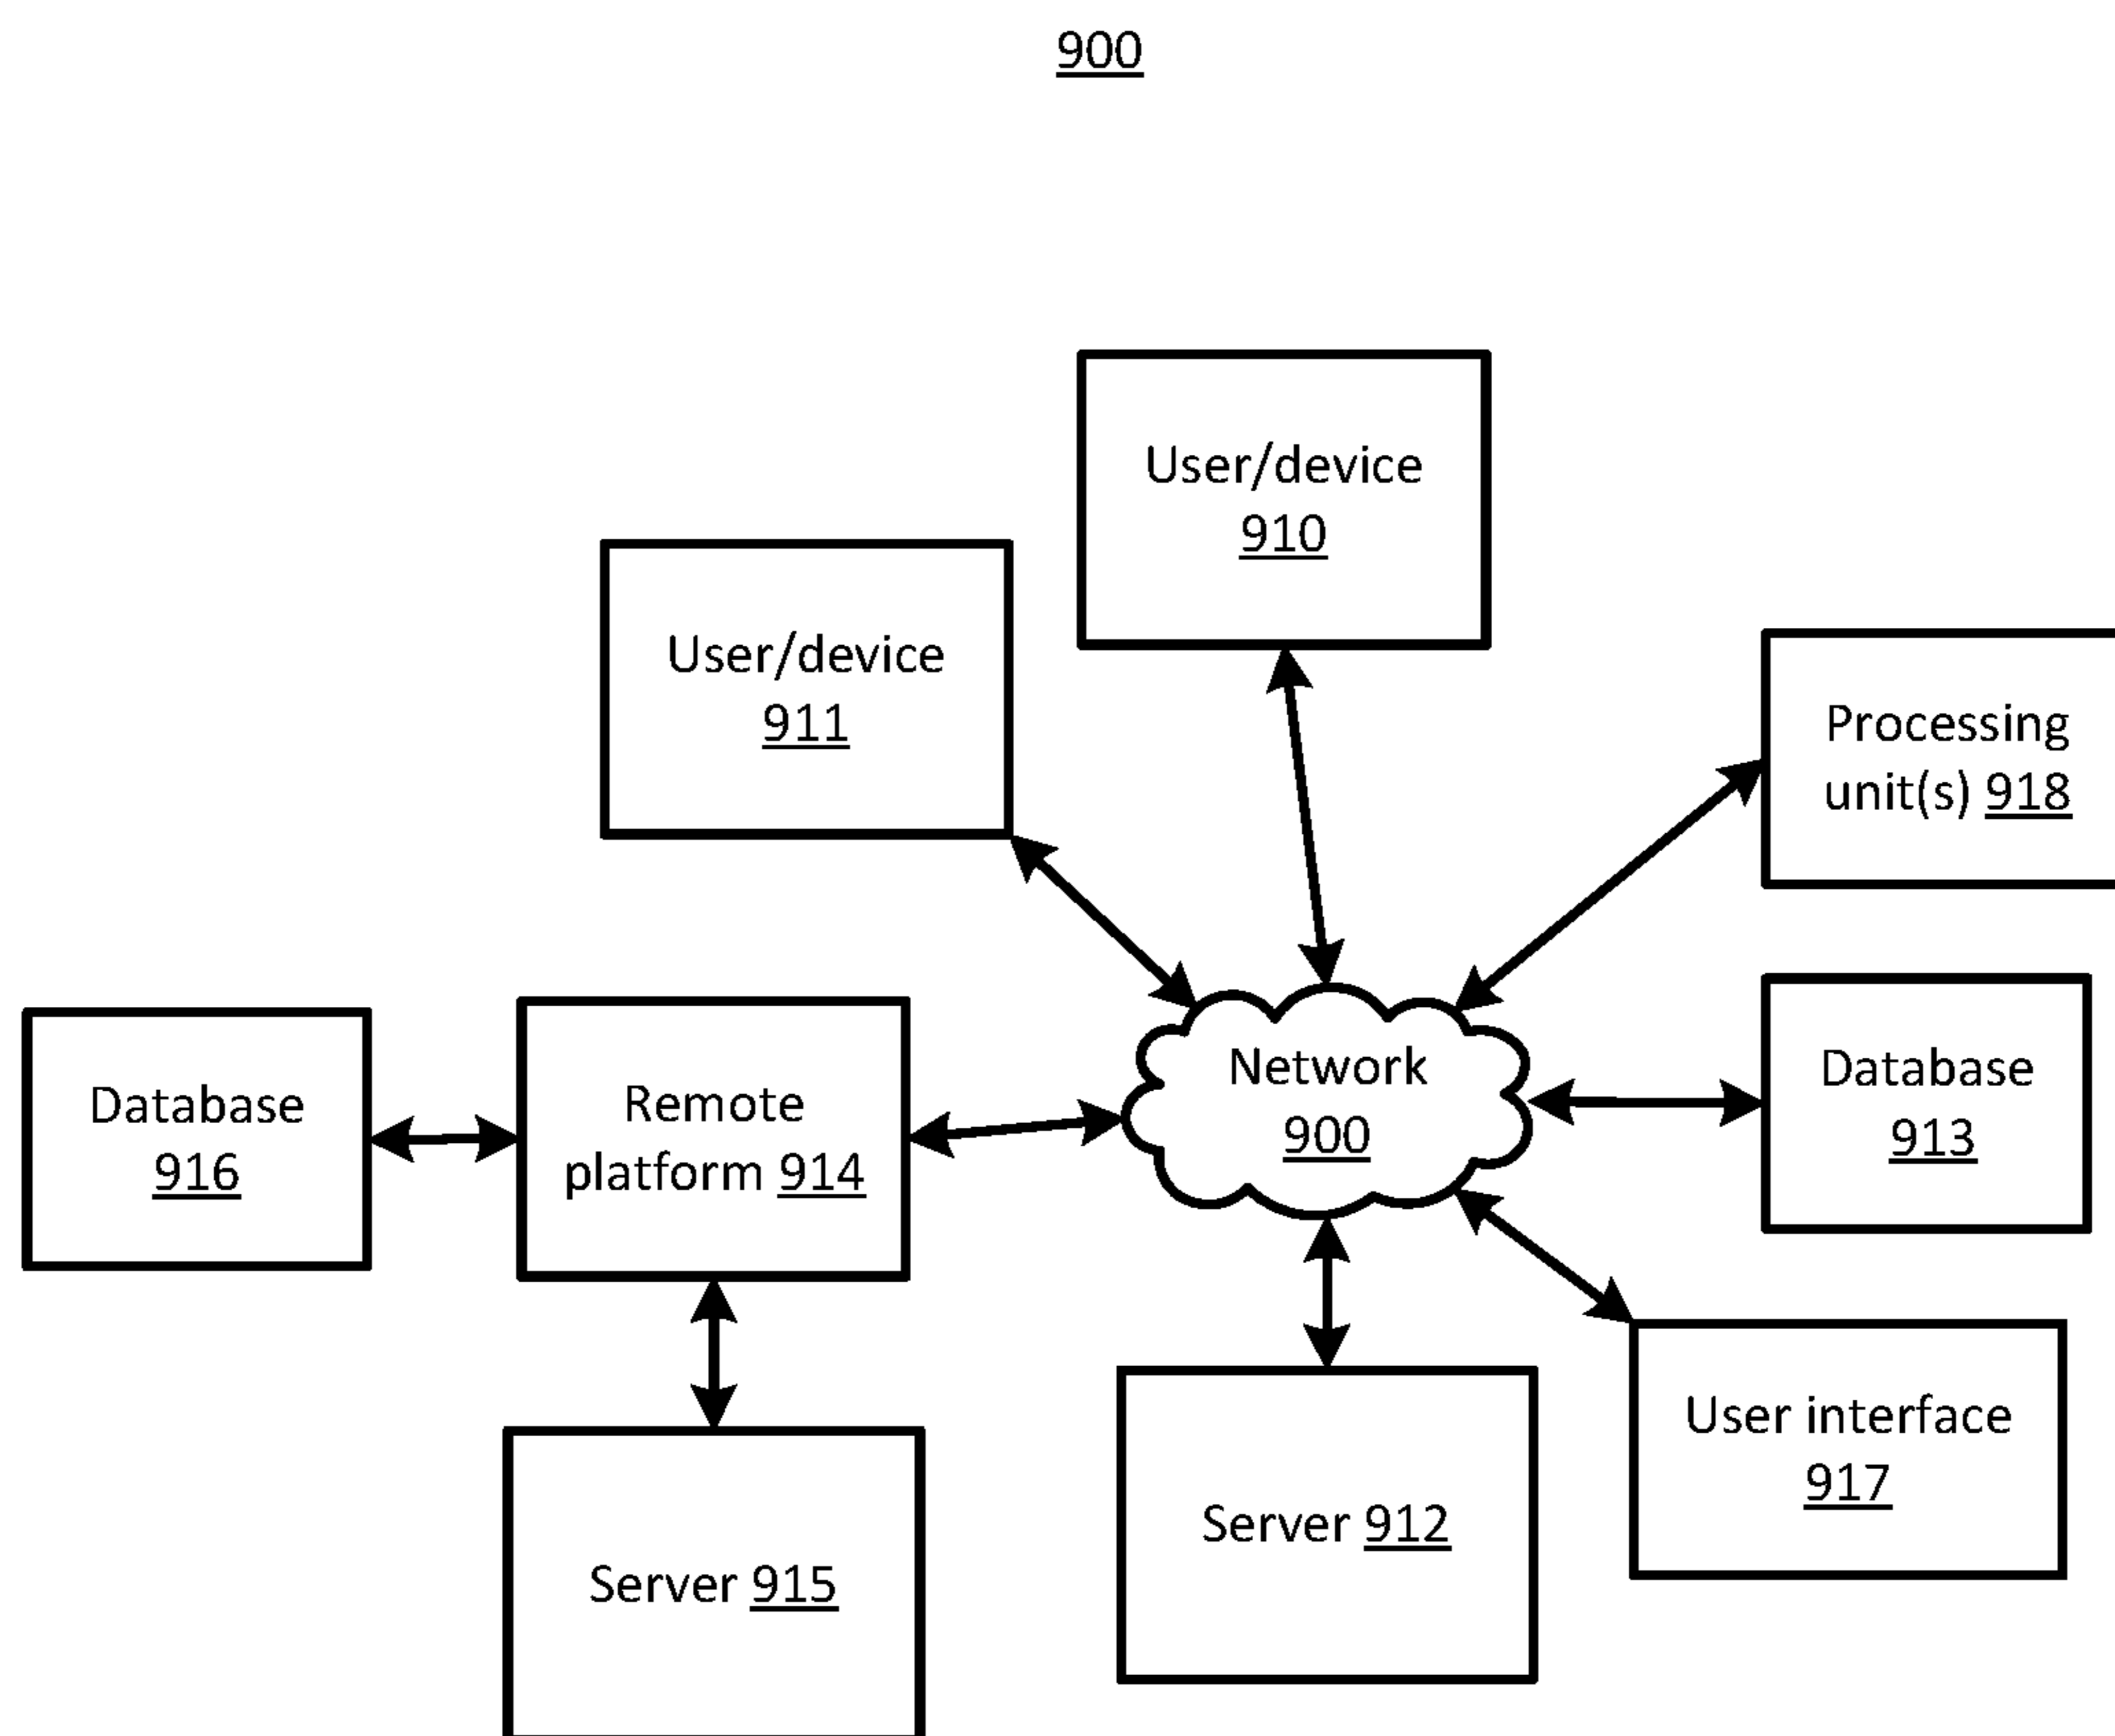 900
User/device
910
User/device
911
Processing
unit(s) 918
Network
900
Database
913
Database
916
Remote
platform 914
User interface
917
Server 912
Server 915